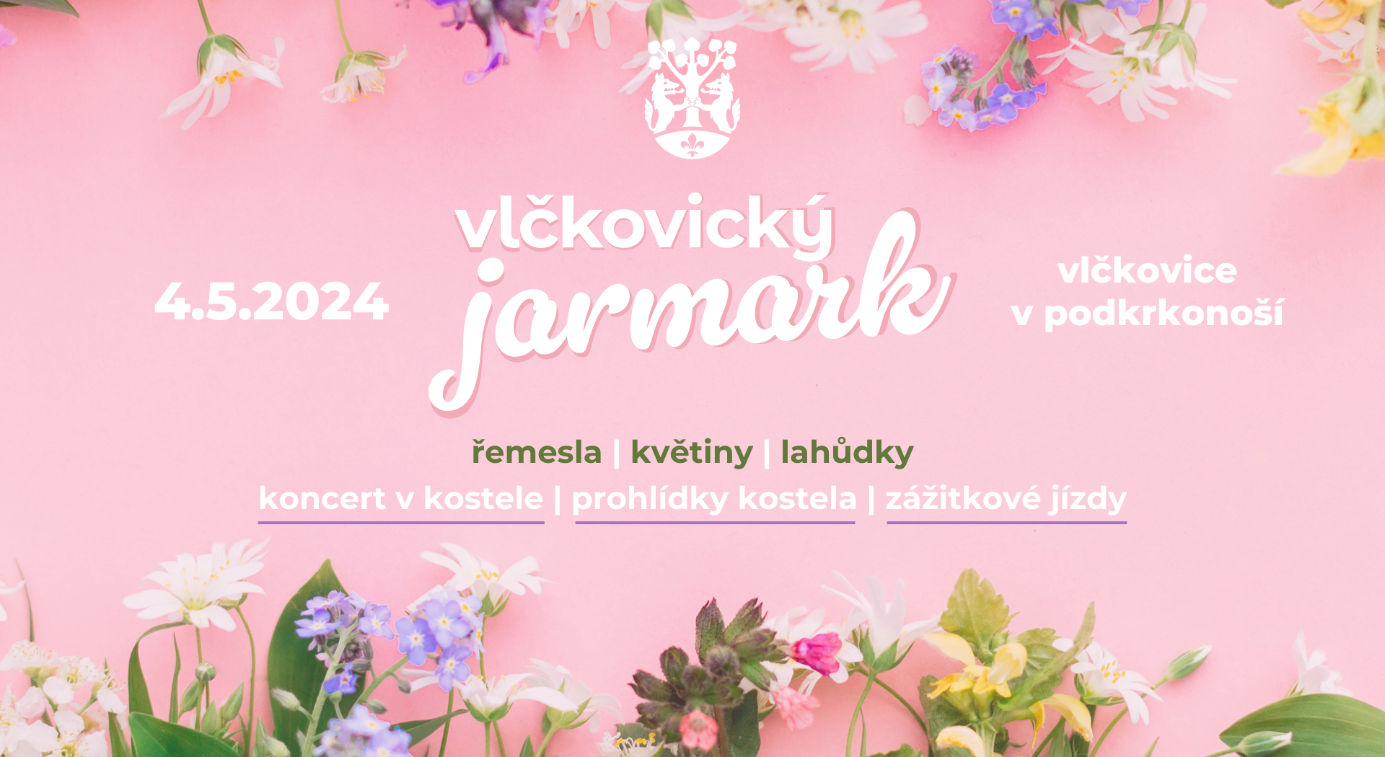 vlčkovický
jarmark
4.5.2024
vlčkovice
v podkrkonoší
řemesla | květiny | lahůdky
koncert v kostele | prohlídky kostela | zážitkové jízdy